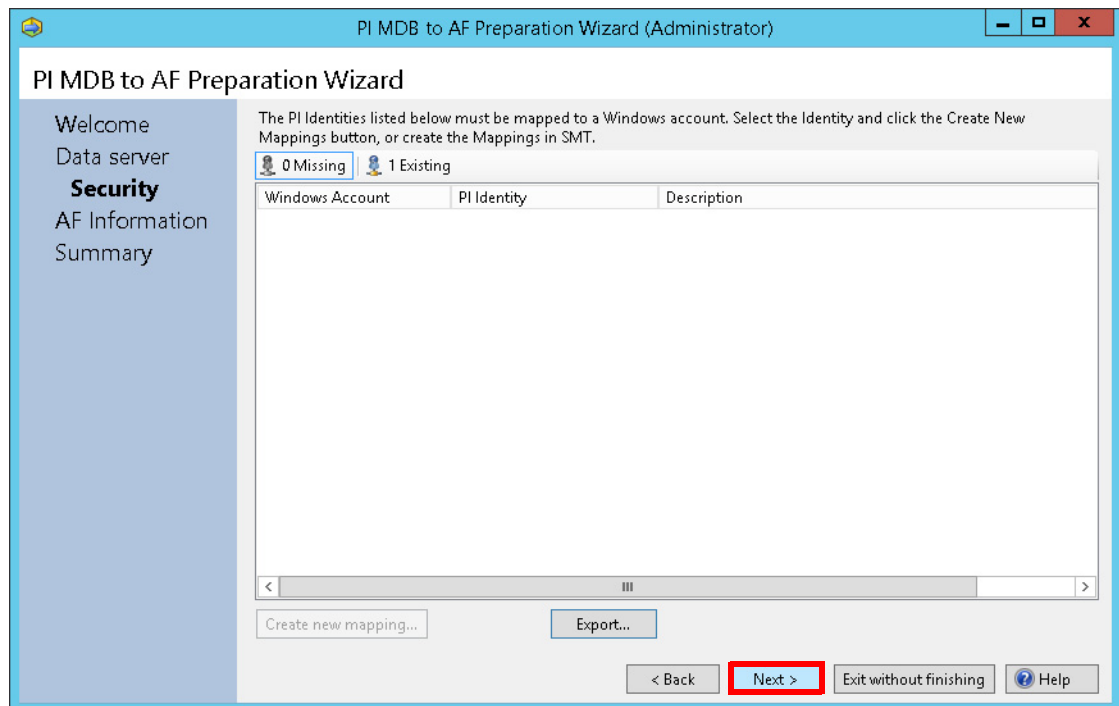 PI MDB to AF Preparation Wizard (Administrator)
PI MDB to AF Preparation Wizard
Welcome
Data server
Security
AF Information
Summary
The PI Identities listed below must be mapped to a Windows account. Select the Identity and click the Create New
Mappings button, or create the Mappings in SMT.
0 Missing 1 Existing
Windows Account PI Identity Description
Create new mapping... Export...
< Back Next > Exit without finishing Help